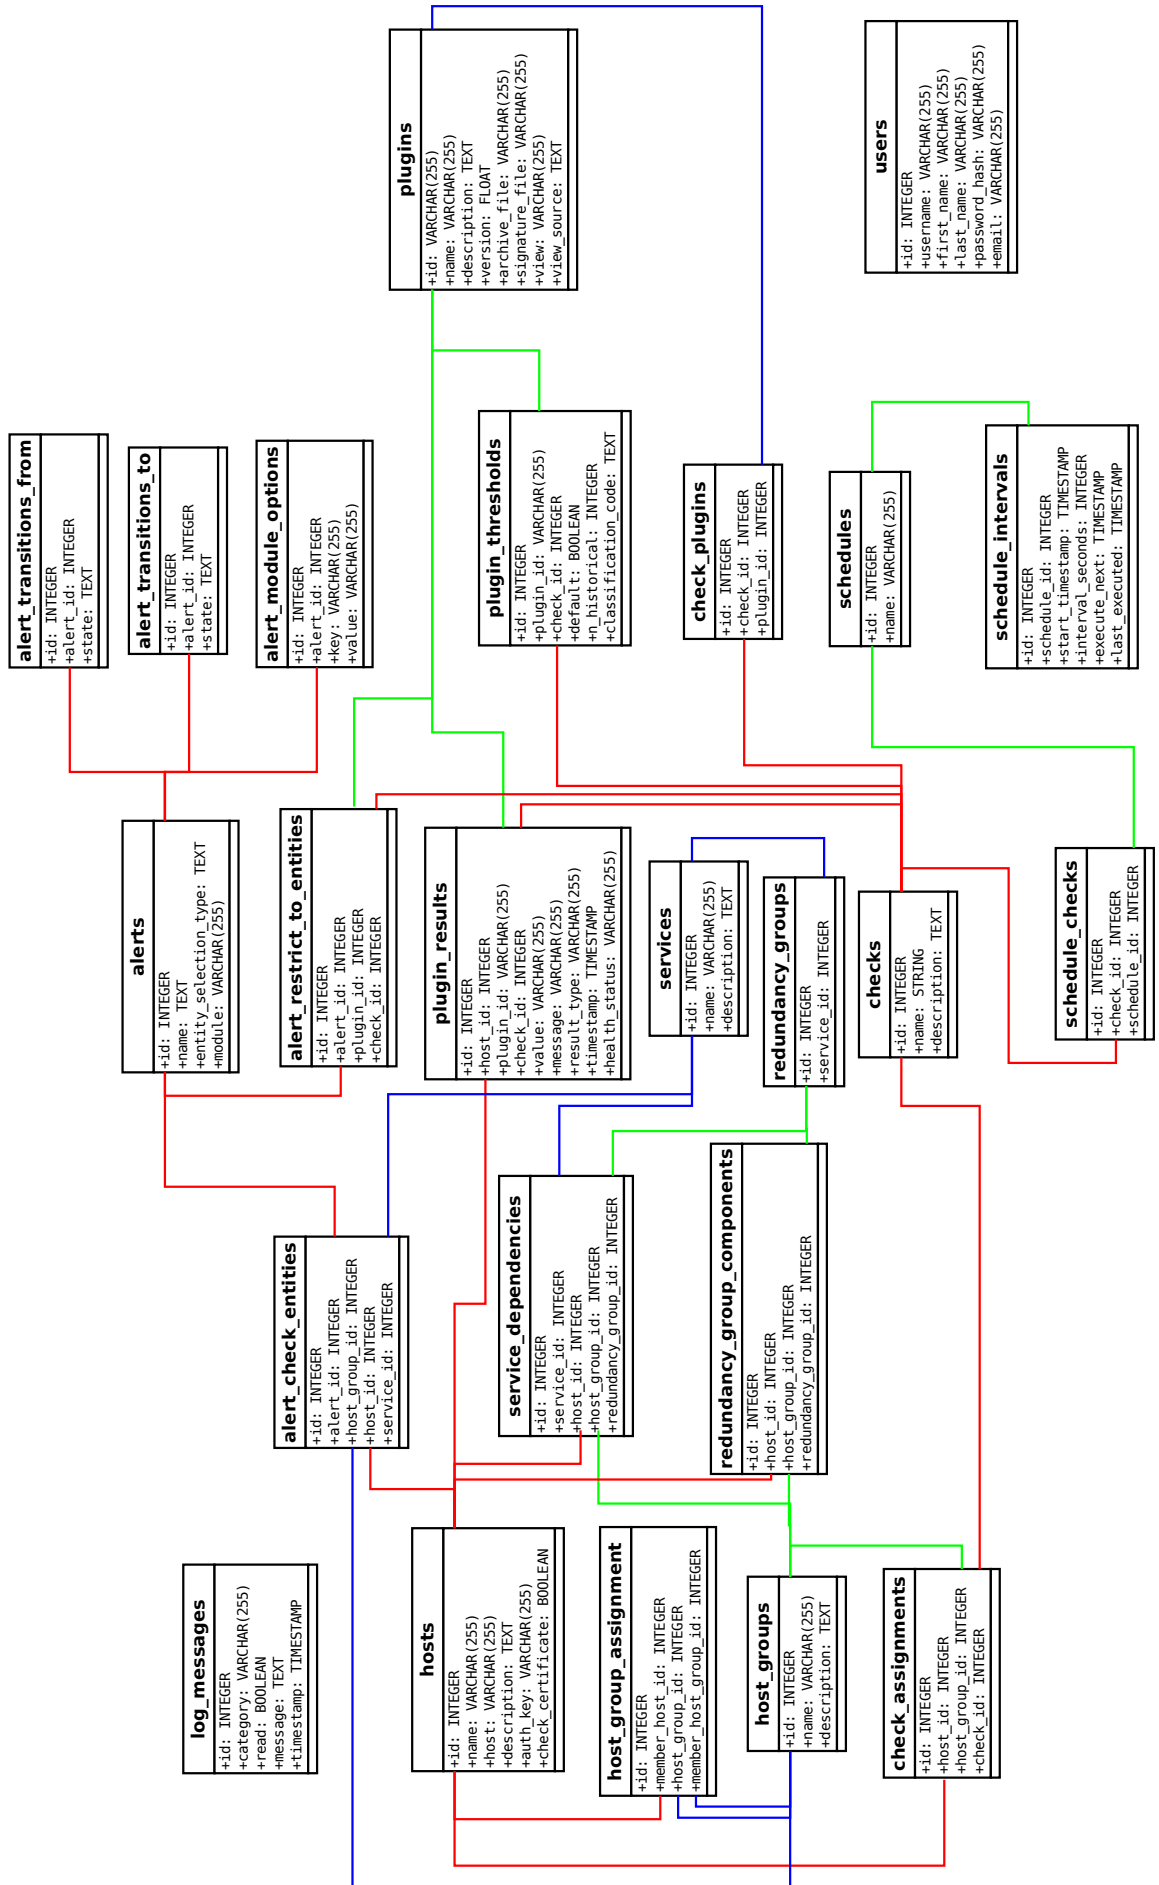 log_messages
+id: INTEGER
+category: VARCHAR(255)
+read: BOOLEAN
+message: TEXT
+timestamp: TIMESTAMP
hosts
+id: INTEGER
+name: VARCHAR(255)
+host: VARCHAR(255)
+description: TEXT
+auth_key: VARCHAR(255)
+check_certificate: BOOLEAN
host_group_assignment
+id: INTEGER
+member_host_id: INTEGER
+host_group_id: INTEGER
+member_host_group_id: INTEGER
host_groups
+id: INTEGER
+name: VARCHAR(255)
+description: TEXT
check_assignments
+id: INTEGER
+host_id: INTEGER
+host_group_id: INTEGER
+check_id: INTEGER
alert_check_entities
+id: INTEGER
+alert_id: INTEGER
+host_group_id: INTEGER
+host_id: INTEGER
+service_id: INTEGER
service_dependencies
+id: INTEGER
+service_id: INTEGER
+host_id: INTEGER
+host_group_id: INTEGER
+redundancy_group_id: INTEGER
redundancy_group_components
+id: INTEGER
+host_id: INTEGER
+host_group_id: INTEGER
+redundancy_group_id: INTEGER
alerts
+id: INTEGER
+name: TEXT
+entity_selection_type: TEXT
+module: VARCHAR(255)
alert_restrict_to_entities
+id: INTEGER
+alert_id: INTEGER
+plugin_id: INTEGER
+check_id: INTEGER
plugin_results
+id: INTEGER
+host_id: INTEGER
+plugin_id: VARCHAR(255)
+check_id: INTEGER
+value: VARCHAR(255)
+message: VARCHAR(255)
+result_type: VARCHAR(255)
+timestamp: TIMESTAMP
+health_status: VARCHAR(255)
services
+id: INTEGER
+name: VARCHAR(255)
+description: TEXT
redundancy_groups
+id: INTEGER
+service_id: INTEGER
checks
+id: INTEGER
+name: STRING
+description: TEXT
schedule_checks
+id: INTEGER
+check_id: INTEGER
+schedule_id: INTEGER
alert_transitions_from
+id: INTEGER
+alert_id: INTEGER
+state: TEXT
alert_transitions_to
+id: INTEGER
+alert_id: INTEGER
+state: TEXT
alert_module_options
+id: INTEGER
+alert_id: INTEGER
+key: VARCHAR(255)
+value: VARCHAR(255)
plugin_thresholds
+id: INTEGER
+plugin_id: VARCHAR(255)
+check_id: INTEGER
+default: BOOLEAN
+n_historical: INTEGER
+classification_code: TEXT
check_plugins
+id: INTEGER
+check_id: INTEGER
+plugin_id: INTEGER
schedules
+id: INTEGER
+name: VARCHAR(255)
schedule_intervals
+id: INTEGER
+schedule_id: INTEGER
+start_timestamp: TIMESTAMP
+interval_seconds: INTEGER
+execute_next: TIMESTAMP
+last_executed: TIMESTAMP
plugins
+id: VARCHAR(255)
+name: VARCHAR(255)
+description: TEXT
+version: FLOAT
+archive_file: VARCHAR(255)
+signature_file: VARCHAR(255)
+view: VARCHAR(255)
+view_source: TEXT
users
+id: INTEGER
+username: VARCHAR(255)
+first_name: VARCHAR(255)
+last_name: VARCHAR(255)
+password_hash: VARCHAR(255)
+email: VARCHAR(255)